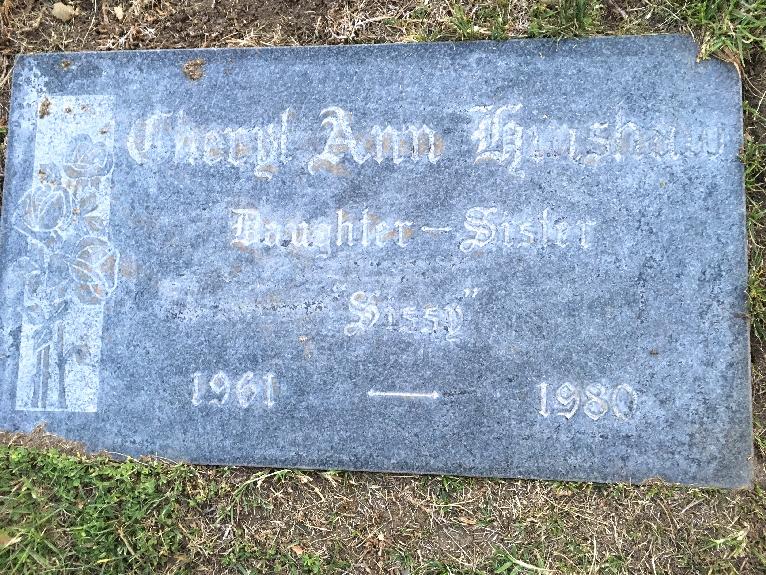 Cheryl Ann Hinshaw
Daughter — Sister
"Sissy"
1961 — 1980